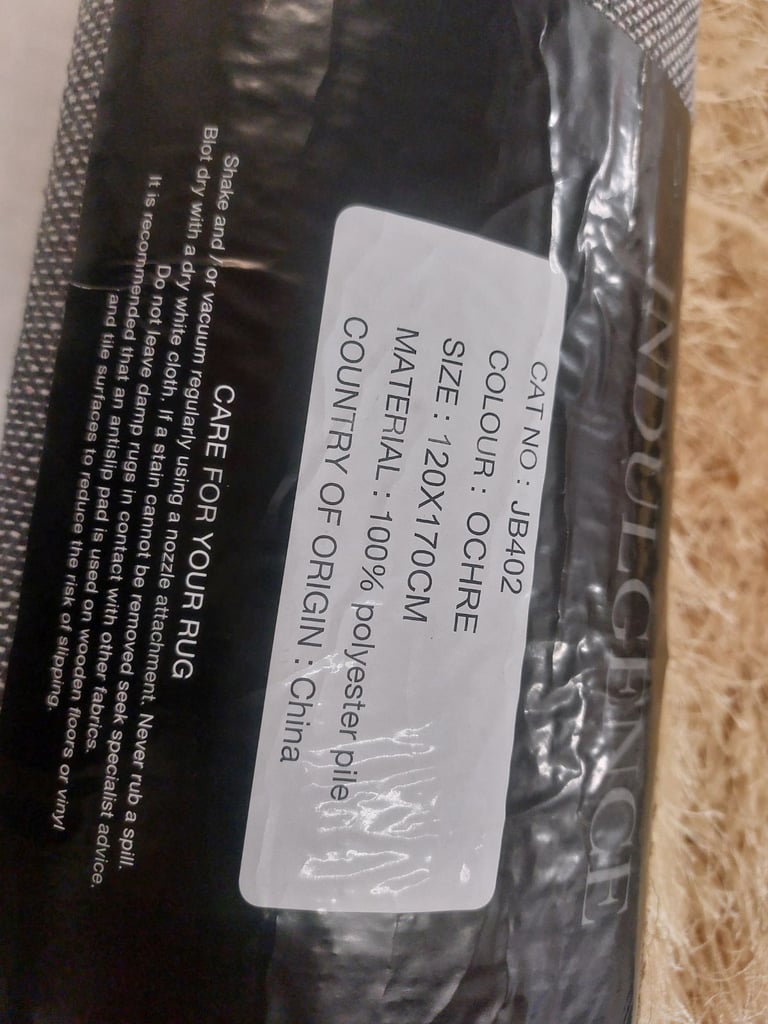 INDULGENCE
CAT NO : JB402
COLOUR : OCHRE
SIZE : 120X170CM
MATERIAL : 100% polyester pile
COUNTRY OF ORIGIN : China
CARE FOR YOUR RUG
Shake and / or vacuum regularly using a nozzle attachment. Never rub a spill.
Blot dry with a dry white cloth. If a stain cannot be removed seek specialist advice.
Do not leave damp rugs in contact with other fabrics.
It is recommended that an antislip pad is used on wooden floors or vinyl
and tile surfaces to reduce the risk of slipping.